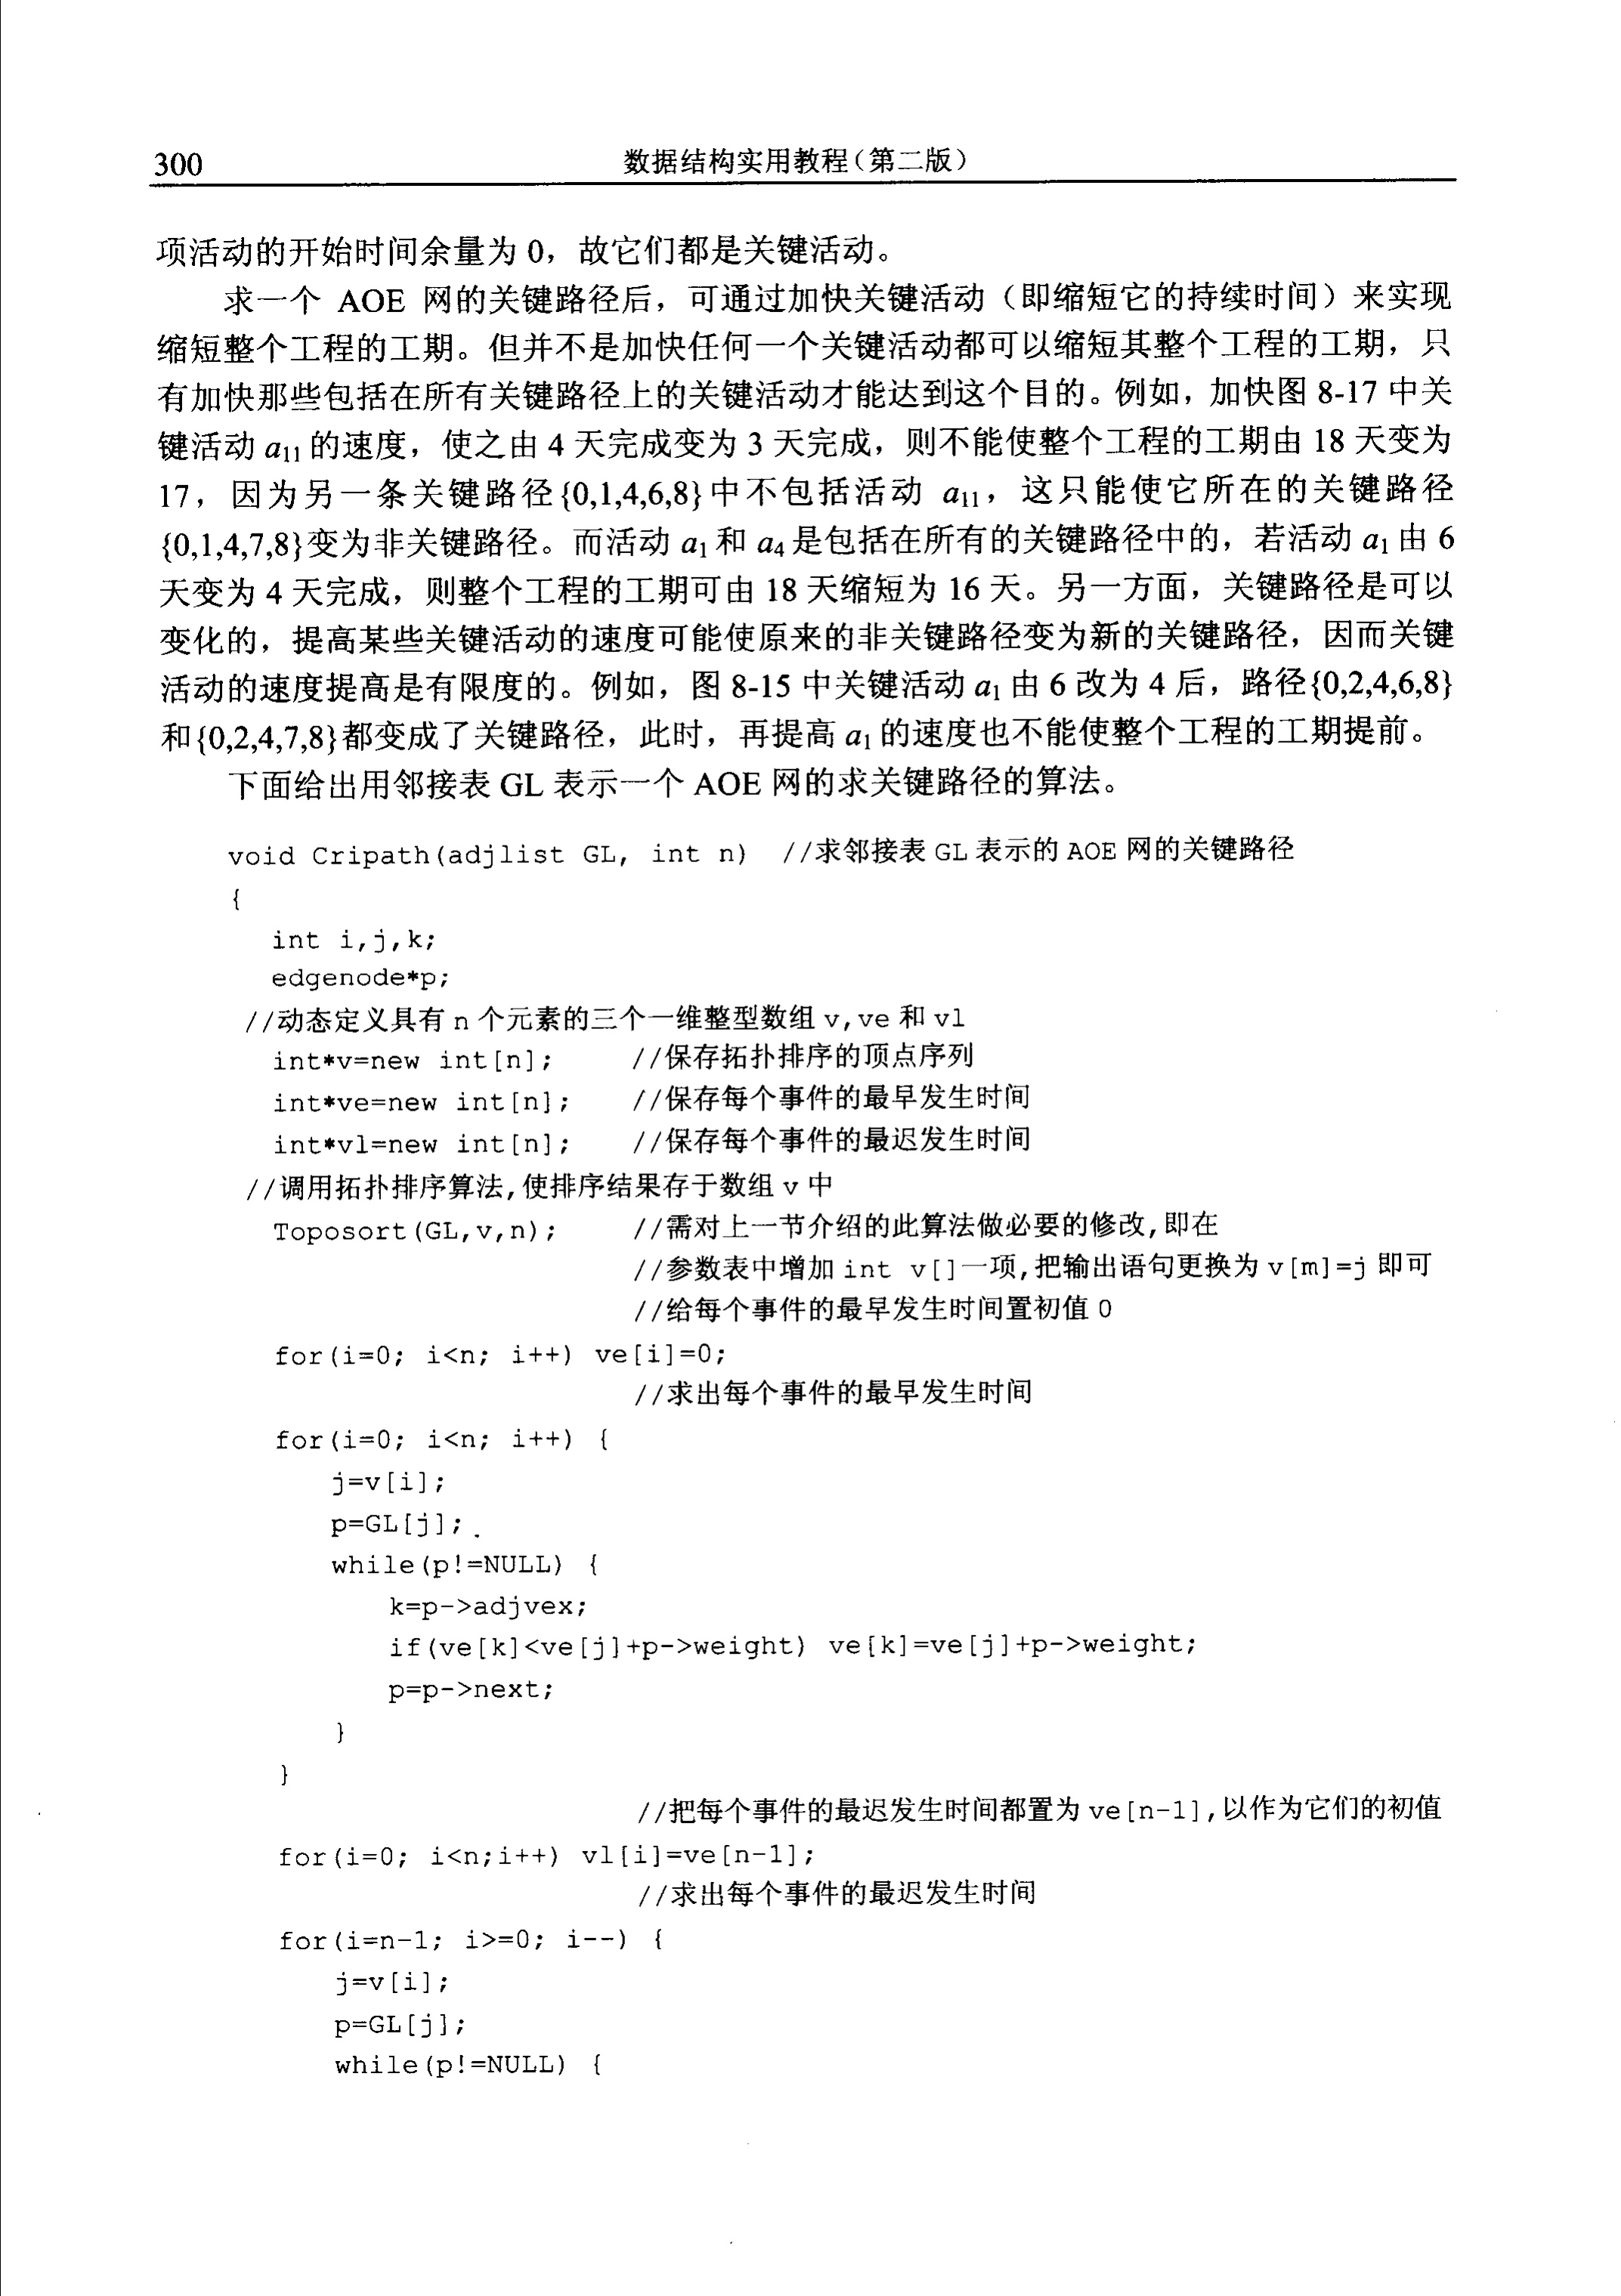 300
数据结构实用教程(第二版)
项活动的开始时间余量为 0，故它们都是关键活动。
求一个 AOE 网的关键路径后，可通过加快关键活动（即缩短它的持续时间）来实现
缩短整个工程的工期。但并不是加快任何一个关键活动都可以缩短其整个工程的工期，只
有加快那些包括在所有关键路径上的关键活动才能达到这个目的。例如，加快图 8-17 中关
键活动 a11 的速度，使之由 4 天完成变为 3 天完成，则不能使整个工程的工期由 18 天变为
17，因为另一条关键路径{0,1,4,6,8}中不包括活动 a11，这只能使它所在的关键路径
{0,1,4,7,8}变为非关键路径。而活动 a1 和 a4 是包括在所有的关键路径中的，若活动 a1 由 6
天变为 4 天完成，则整个工程的工期可由 18 天缩短为 16 天。另一方面，关键路径是可以
变化的，提高某些关键活动的速度可能使原来的非关键路径变为新的关键路径，因而关键
活动的速度提高是有限度的。例如，图 8-15 中关键活动 a1 由 6 改为 4 后，路径{0,2,4,6,8}
和{0,2,4,7,8}都变成了关键路径，此时，再提高 a1 的速度也不能使整个工程的工期提前。
下面给出用邻接表 GL 表示一个 AOE 网的求关键路径的算法。
void Cripath(adjlist GL, int n) //求邻接表 GL 表示的 AOE 网的关键路径
{
int i,j,k;
edgenode*p;
//动态定义具有 n 个元素的三个一维整型数组 v,ve 和 vl
int*v=new int[n]; //保存拓扑排序的顶点序列
int*ve=new int[n]; //保存每个事件的最早发生时间
int*vl=new int[n]; //保存每个事件的最迟发生时间
//调用拓扑排序算法,使排序结果存于数组 v 中
Toposort(GL,v,n); //需对上一节介绍的此算法做必要的修改,即在
//参数表中增加 int v[]一项,把输出语句更换为 v[m]=j 即可
//给每个事件的最早发生时间置初值 0
for(i=0; i<n; i++) ve[i]=0;
//求出每个事件的最早发生时间
for(i=0; i<n; i++) {
j=v[i];
p=GL[j];
while(p!=NULL) {
k=p->adjvex;
if(ve[k]<ve[j]+p->weight) ve[k]=ve[j]+p->weight;
p=p->next;
}
}
//把每个事件的最迟发生时间都置为 ve[n-1],以作为它们的初值
for(i=0; i<n;i++) vl[i]=ve[n-1];
//求出每个事件的最迟发生时间
for(i=n-1; i>=0; i--) {
j=v[i];
p=GL[j];
while(p!=NULL) {